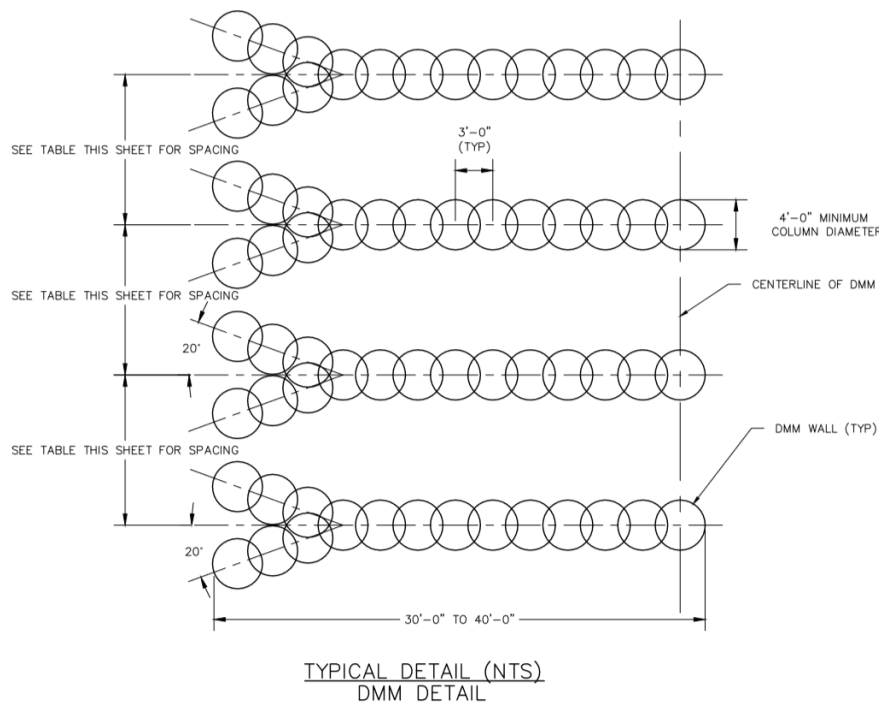 SEE TABLE THIS SHEET FOR SPACING
3'-0"
(TYP)
4'-0" MINIMUM
COLUMN DIAMETER
CENTERLINE OF DMM
SEE TABLE THIS SHEET FOR SPACING
20°
DMM WALL (TYP)
SEE TABLE THIS SHEET FOR SPACING
20°
30'-0" TO 40'-0"
TYPICAL DETAIL (NTS)
DMM DETAIL